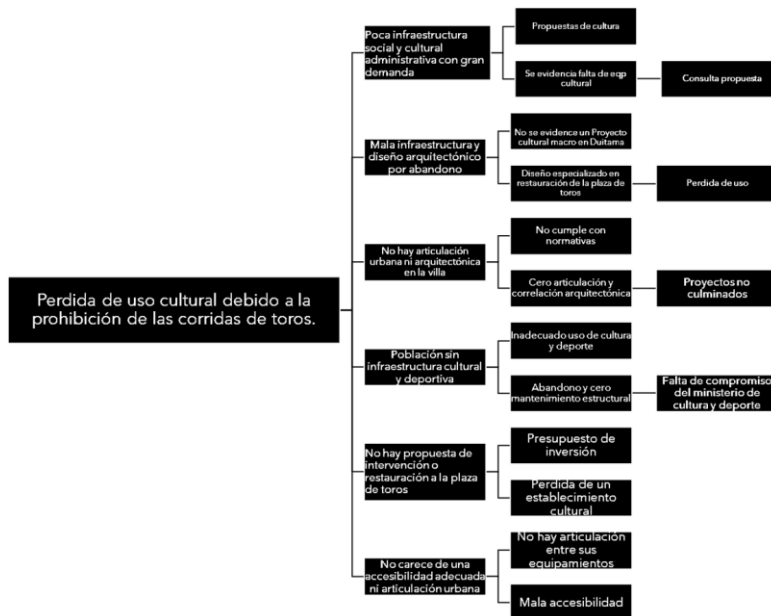 Perdida de uso cultural debido a la
prohibición de las corridas de toros.
Poca infraestructura
social y cultural
administrativa con gran
demanda
Propuestas de cultura
Se evidencia falta de eqp
cultural
Consulta propuesta
Mala infraestructura y
diseño arquitectónico
por abandono
No se evidence un Proyecto
cultural macro en Duitama
Diseño especializado en
restauración de la plaza de
toros
Perdida de uso
No hay articulación
urbana ni arquitectónica
en la villa
No cumple con
normativas
Cero articulación y
correlación arquitectónica
Proyectos no
culminados
Población sin
infraestructura cultural
y deportiva
Inadecuado uso de cultura
y deporte
Abandono y cero
mantenimiento estructural
Falta de compromiso
del ministerio de
cultura y deporte
No hay propuesta de
intervención o
restauración a la plaza
de toros
Presupuesto de
inversión
Perdida de un
establecimiento
cultural
No carece de una
accesibilidad adecuada
ni articulación urbana
No hay articulación
entre sus
equipamientos
Mala accesibilidad